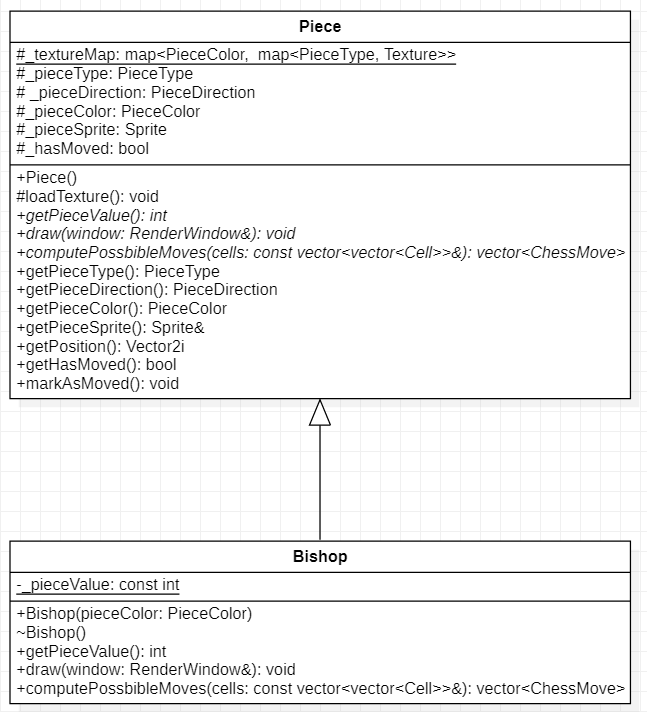 Piece
#_textureMap: map<PieceColor,  map<PieceType, Texture>>
#_pieceType: PieceType
# _pieceDirection: PieceDirection
#_pieceColor: PieceColor
#_pieceSprite: Sprite
#_hasMoved: bool
+Piece()
#loadTexture(): void
+getPieceValue(): int
+draw(window: RenderWindow&): void
+computePossbibleMoves(cells: const vector<vector<Cell>>&): vector<ChessMove>
+getPieceType(): PieceType
+getPieceDirection(): PieceDirection
+getPieceColor(): PieceColor
+getPieceSprite(): Sprite&
+getPosition(): Vector2i
+getHasMoved(): bool
+markAsMoved(): void
Bishop
-_pieceValue: const int
+Bishop(pieceColor: PieceColor)
~Bishop()
+getPieceValue(): int
+draw(window: RenderWindow&): void
+computePossbibleMoves(cells: const vector<vector<Cell>>&): vector<ChessMove>